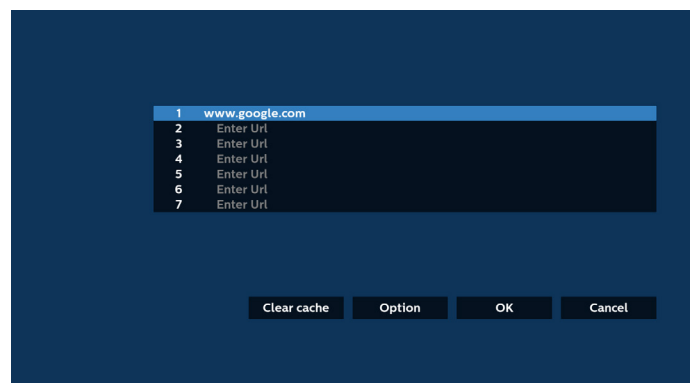 1 www.google.com
2 Enter Url
3 Enter Url
4 Enter Url
5 Enter Url
6 Enter Url
7 Enter Url
Clear cache Option OK Cancel